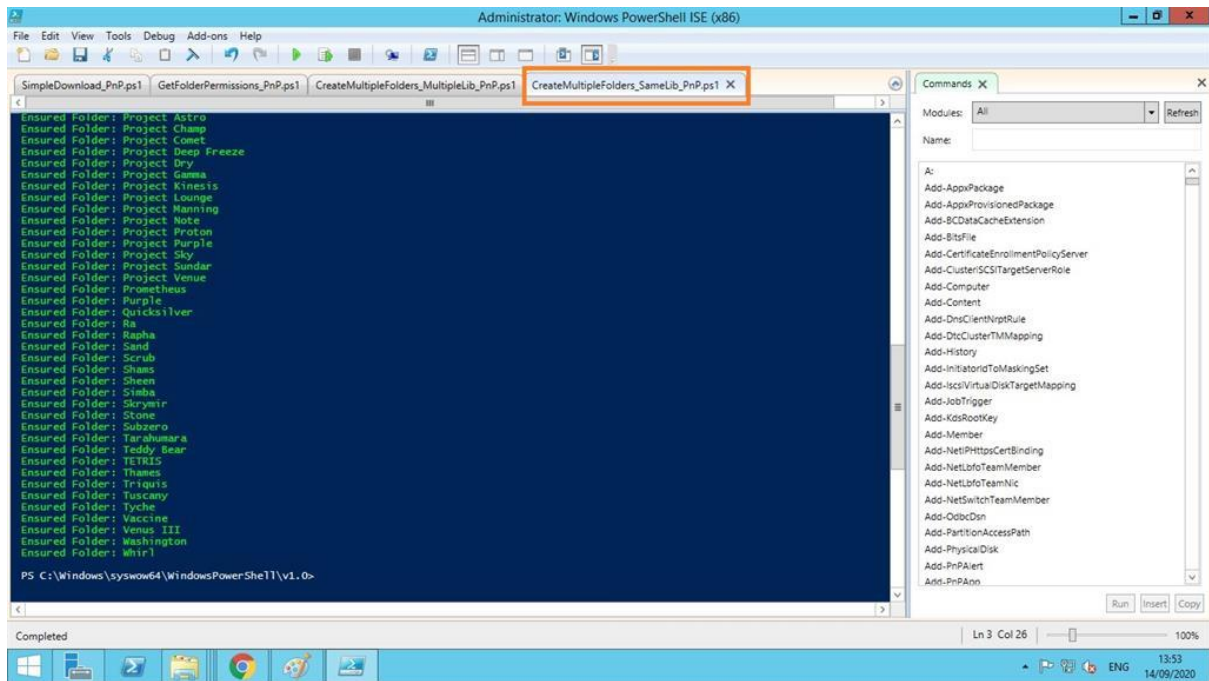 Administrator: Windows PowerShell ISE (x86)
File Edit View Tools Debug Add-ons Help
SimpleDownload_PnP.ps1 GetFolderPermissions_PnP.ps1 CreateMultipleFolders_MultipleLib_PnP.ps1 CreateMultipleFolders_SameLib_PnP.ps1 X
Ensured Folder: Project Astro
Ensured Folder: Project Champ
Ensured Folder: Project Comet
Ensured Folder: Project Deep Freeze
Ensured Folder: Project Dry
Ensured Folder: Project Gamma
Ensured Folder: Project Kinesis
Ensured Folder: Project Lounge
Ensured Folder: Project Manning
Ensured Folder: Project Note
Ensured Folder: Project Proton
Ensured Folder: Project Purple
Ensured Folder: Project Sky
Ensured Folder: Project Sundar
Ensured Folder: Project Venue
Ensured Folder: Prometheus
Ensured Folder: Purple
Ensured Folder: Quicksilver
Ensured Folder: Ra
Ensured Folder: Rapha
Ensured Folder: Sand
Ensured Folder: Scrub
Ensured Folder: Shams
Ensured Folder: Sheen
Ensured Folder: Simba
Ensured Folder: Skrymir
Ensured Folder: Stone
Ensured Folder: Subzero
Ensured Folder: Tarahumara
Ensured Folder: Teddy Bear
Ensured Folder: TETRIS
Ensured Folder: Thames
Ensured Folder: Triquis
Ensured Folder: Tuscany
Ensured Folder: Tyche
Ensured Folder: Vaccine
Ensured Folder: Venus III
Ensured Folder: Washington
Ensured Folder: Whirl
PS C:\Windows\syswow64\WindowsPowerShell\v1.0>
Commands X
Modules: All Refresh
Name:
A:
Add-AppxPackage
Add-AppxProvisionedPackage
Add-BCDataCacheExtension
Add-BitsFile
Add-CertificateEnrollmentPolicyServer
Add-ClusteriSCSITargetServerRole
Add-Computer
Add-Content
Add-DnsClientNrptRule
Add-DtcClusterTMMapping
Add-History
Add-InitiatorIdToMaskingSet
Add-IscsiVirtualDiskTargetMapping
Add-JobTrigger
Add-KdsRootKey
Add-Member
Add-NetIPHttpsCertBinding
Add-NetLbfoTeamMember
Add-NetLbfoTeamNic
Add-NetSwitchTeamMember
Add-OdbcDsn
Add-PartitionAccessPath
Add-PhysicalDisk
Add-PnPAlert
Add-PnPApp
Run Insert Copy
Completed
Ln 3 Col 26 100%
ENG 13:53
14/09/2020